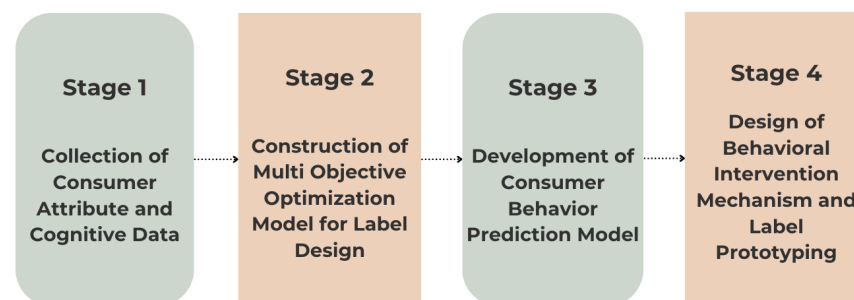 Stage 1
Collection of
Consumer
Attribute and
Cognitive Data
Stage 2
Construction of
Multi Objective
Optimization
Model for Label
Design
Stage 3
Development of
Consumer
Behavior
Prediction Model
Stage 4
Design of
Behavioral
Intervention
Mechanism and
Label
Prototyping